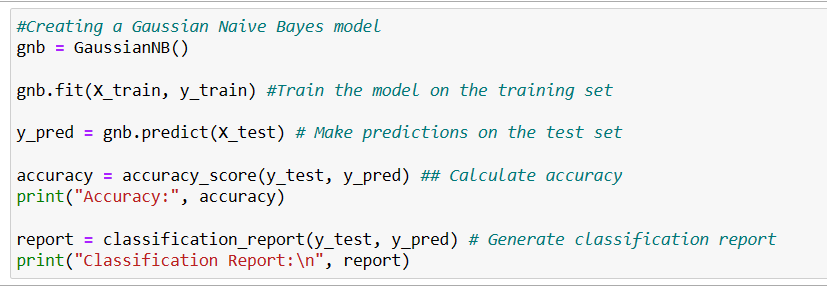 #Creating a Gaussian Naive Bayes model
gnb = GaussianNB()
gnb.fit(X_train, y_train) #Train the model on the training set
y_pred = gnb.predict(X_test) # Make predictions on the test set
accuracy = accuracy_score(y_test, y_pred) ## Calculate accuracy
print("Accuracy:", accuracy)
report = classification_report(y_test, y_pred) # Generate classification report
print("Classification Report:\n", report)